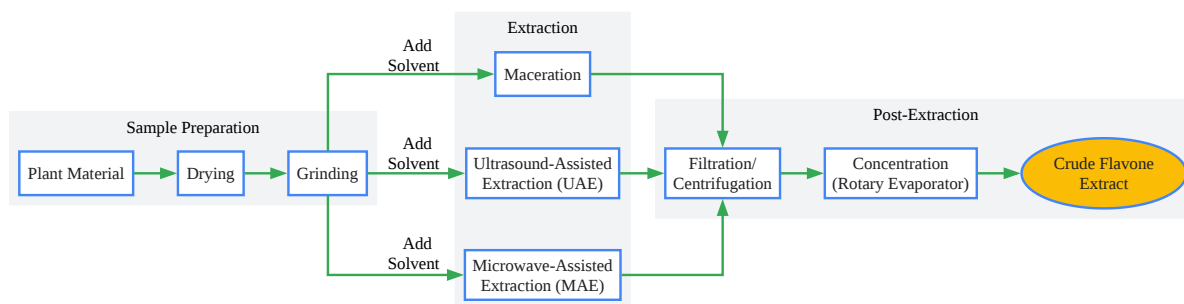 Sample Preparation
Plant Material
Drying
Grinding
Add
Solvent
Add
Solvent
Add
Solvent
Extraction
Maceration
Ultrasound-Assisted
Extraction (UAE)
Microwave-Assisted
Extraction (MAE)
Post-Extraction
Filtration/
Centrifugation
Concentration
(Rotary Evaporator)
Crude Flavone
Extract